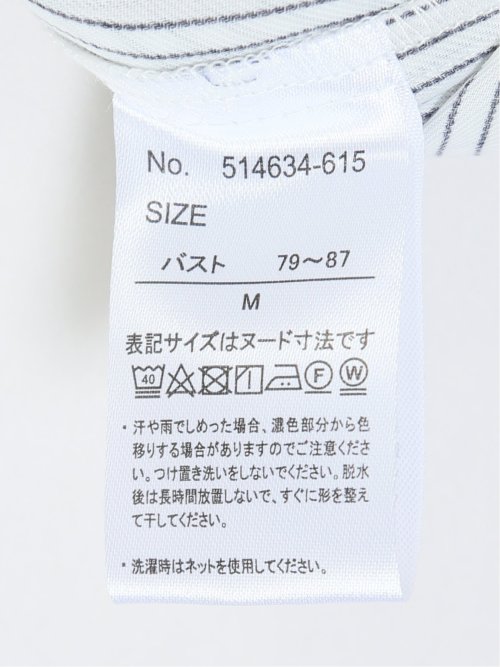 No. 514634-615
SIZE
バスト 79〜87
M
表記サイズはヌード寸法です
40 F W
・汗や雨でしめった場合、濃色部分から色
移りする場合がありますのでご注意くださ
い。つけ置き洗いをしないでください。脱水
後は長時間放置しないで、すぐに形を整え
て干してください。
・洗濯時はネットを使用してください。